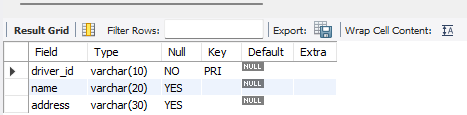 Result Grid Filter Rows: Export: Wrap Cell Content: IA
Field Type Null Key Default Extra
driver_id varchar(10) NO PRI NULL
name varchar(20) YES NULL
address varchar(30) YES NULL